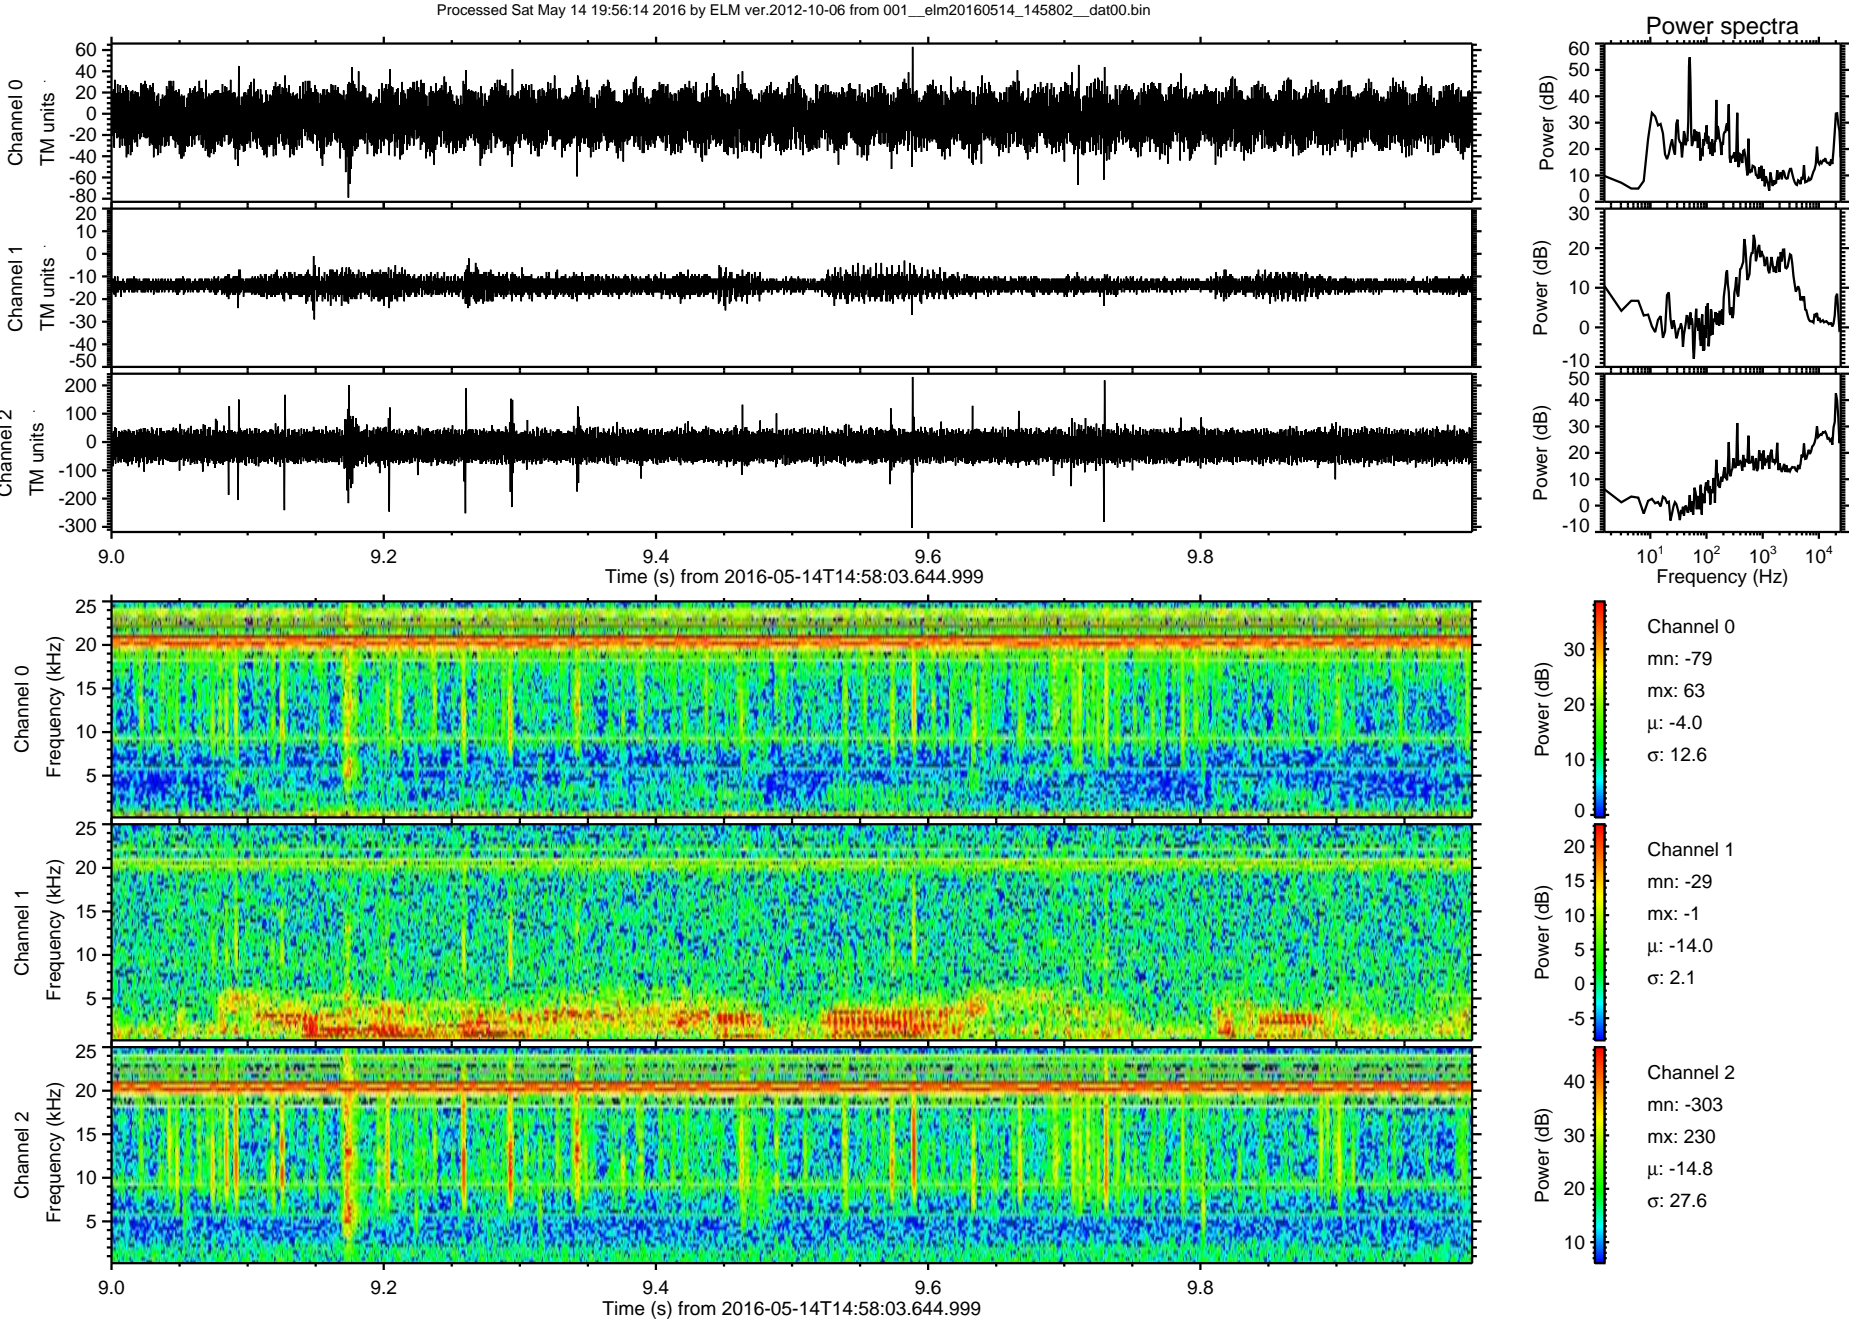 Processed Sat May 14 19:56:14 2016 by ELM ver.2012-10-06 from 001__elm20160514_145802__dat00.bin
Power spectra
Channel 0
TM units
60
40
20
0
-20
-40
-60
-80
Power (dB)
60
50
40
30
20
10
0
Channel 1
TM units
20
10
0
-10
-20
-30
-40
-50
Power (dB)
30
20
10
0
-10
Channel 2
TM units
200
100
0
-100
-200
-300
Power (dB)
50
40
30
20
10
0
-10
9.0 9.2 9.4 9.6 9.8
Time (s) from 2016-05-14T14:58:03.644.999
10¹ 10² 10³ 10⁴
Frequency (Hz)
Channel 0
Frequency (kHz)
25
20
15
10
5
Power (dB)
30
20
10
0
Channel 0
mn: -79
mx: 63
μ: -4.0
σ: 12.6
Channel 1
Frequency (kHz)
25
20
15
10
5
Power (dB)
20
15
10
5
0
-5
Channel 1
mn: -29
mx: -1
μ: -14.0
σ: 2.1
Channel 2
Frequency (kHz)
25
20
15
10
5
Power (dB)
40
30
20
10
Channel 2
mn: -303
mx: 230
μ: -14.8
σ: 27.6
9.0 9.2 9.4 9.6 9.8
Time (s) from 2016-05-14T14:58:03.644.999